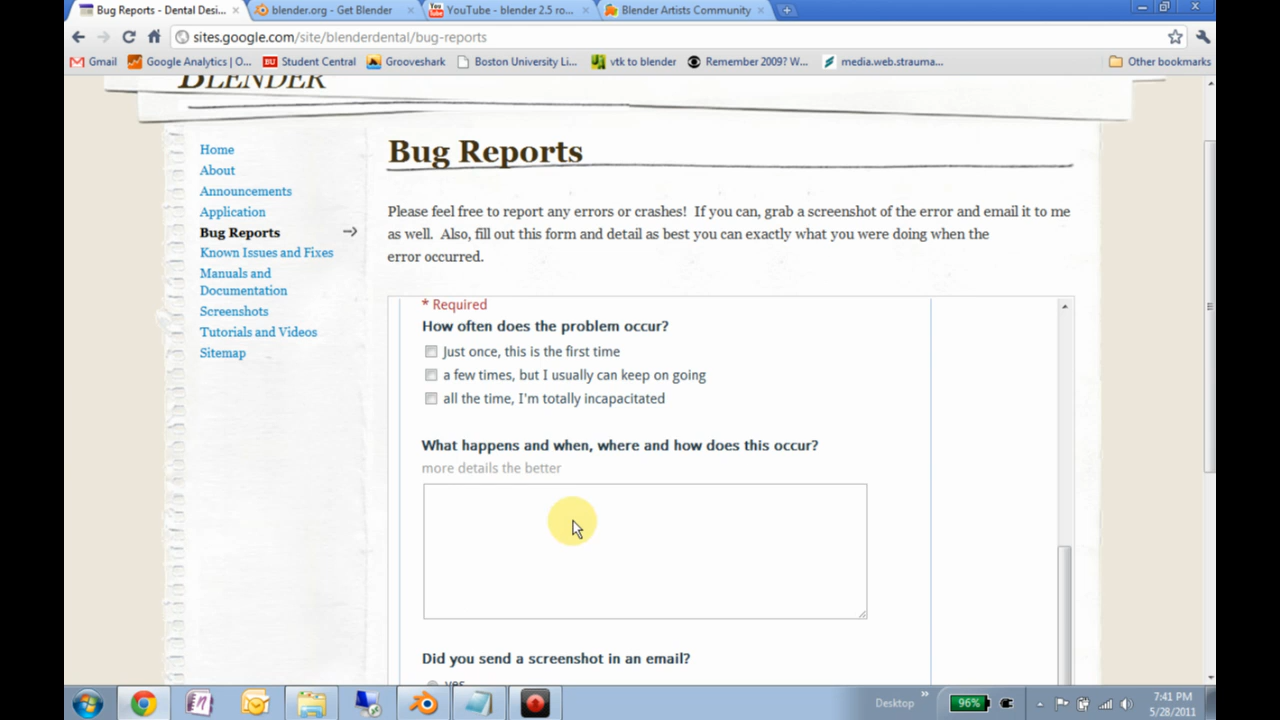 Bug Reports - Dental Desi...
blender.org - Get Blender
YouTube - blender 2.5 ro...
Blender Artists Community
sites.google.com/site/blenderdental/bug-reports
Gmail
Google Analytics | O...
Student Central
Grooveshark
Boston University Li...
vtk to blender
Remember 2009? W...
media.web.strauma...
Other bookmarks
BLENDER
Home
About
Announcements
Application
Bug Reports
Known Issues and Fixes
Manuals and
Documentation
Screenshots
Tutorials and Videos
Sitemap
Bug Reports
Please feel free to report any errors or crashes! If you can, grab a screenshot of the error and email it to me
as well. Also, fill out this form and detail as best you can exactly what you were doing when the
error occurred.
* Required
How often does the problem occur?
Just once, this is the first time
a few times, but I usually can keep on going
all the time, I'm totally incapacitated
What happens and when, where and how does this occur?
more details the better
Did you send a screenshot in an email?
yes
Desktop
96%
7:41 PM
5/28/2011